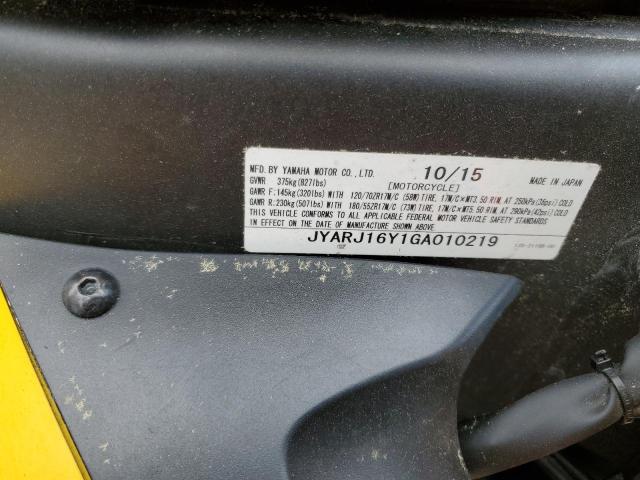 MFD. BY YAMAHA MOTOR CO., LTD. 10/15 MADE IN JAPAN
GVWR 375kg(827lbs) [MOTORCYCLE]
GAWR F:145kg(320lbs) WITH 120/70ZR17M/C (58W) TIRE, 17M/C×MT3.50 RIM, AT 250kPa(36psi) COLD
GAWR R:230kg(507lbs) WITH 180/55ZR17M/C (73W) TIRE, 17M/C×MT5.50 RIM, AT 290kPa(42psi) COLD
THIS VEHICLE CONFORMS TO ALL APPLICABLE FEDERAL MOTOR VEHICLE SAFETY STANDARDS
IN EFFECT ON THE DATE OF MANUFACTURE SHOWN ABOVE.
JYARJ16Y1GA010219